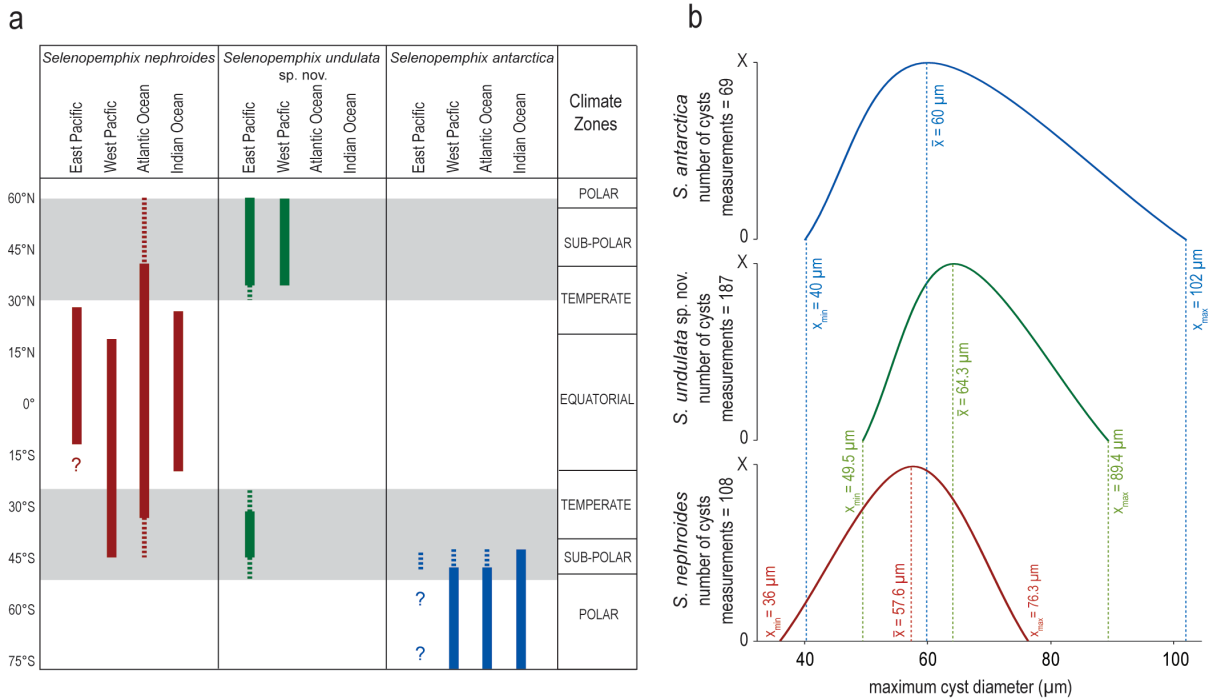 a
Selenopemphix nephroides
Selenopemphix undulata
sp. nov.
Selenopemphix antarctica
East Pacific
West Pacfic
Atlantic Ocean
Indian Ocean
East Pacific
West Pacific
Atlantic Ocean
Indian Ocean
East Pacific
West Pacific
Atlantic Ocean
Indian Ocean
Climate
Zones
60°N
45°N
30°N
15°N
0°
15°S
30°S
45°S
60°S
75°S
?
?
?
POLAR
SUB-POLAR
TEMPERATE
EQUATORIAL
TEMPERATE
SUB-POLAR
POLAR
b
S. antarctica
number of cysts
measurements = 69
X
0
x̅ = 60 µm
xmin = 40 µm
xmax = 102 µm
S. undulata sp. nov.
number of cysts
measurements = 187
X
0
x̅ = 64.3 µm
xmin = 49.5 µm
xmax = 89.4 µm
S. nephroides
number of cysts
measurements = 108
X
0
xmin = 36 µm
x̅ = 57.6 µm
xmax = 76.3 µm
40
60
80
100
maximum cyst diameter (µm)